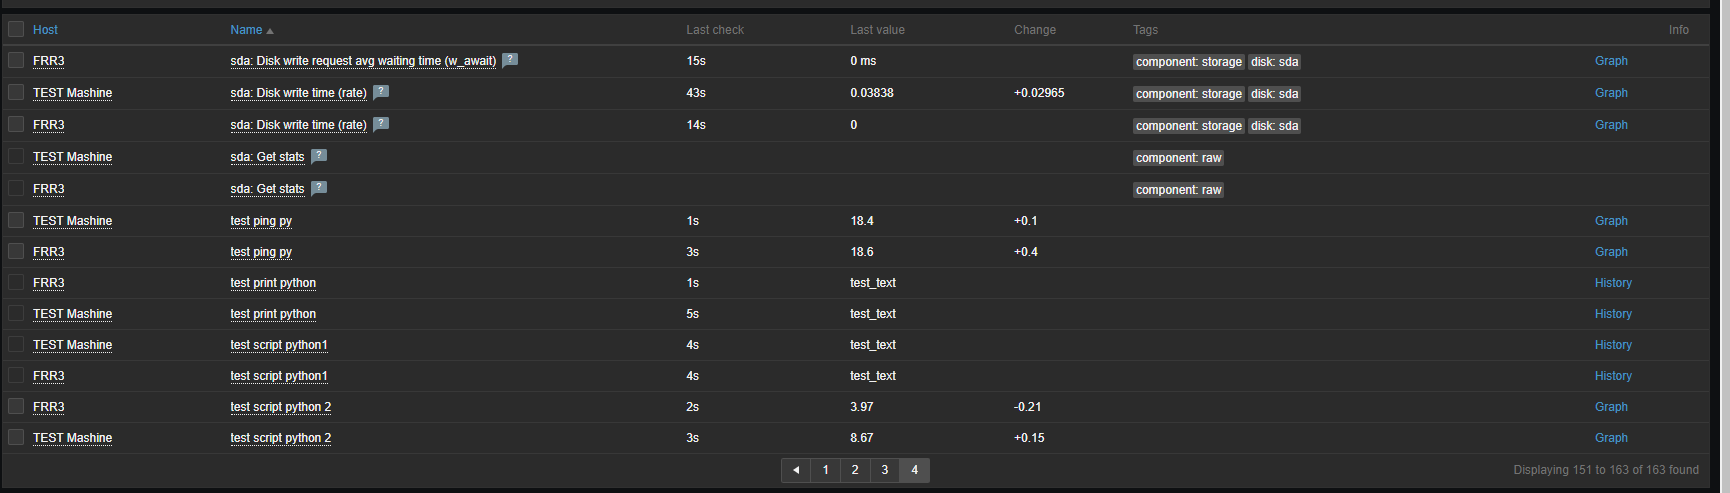 Host Name Last check Last value Change Tags Info
FRR3 sda: Disk write request avg waiting time (w_await) ? 15s 0 ms component: storage disk: sda Graph
TEST Mashine sda: Disk write time (rate) ? 43s 0.03838 +0.02965 component: storage disk: sda Graph
FRR3 sda: Disk write time (rate) ? 14s 0 component: storage disk: sda Graph
TEST Mashine sda: Get stats ? component: raw
FRR3 sda: Get stats ? component: raw
TEST Mashine test ping py 1s 18.4 +0.1 Graph
FRR3 test ping py 3s 18.6 +0.4 Graph
FRR3 test print python 1s test_text History
TEST Mashine test print python 5s test_text History
TEST Mashine test script python1 4s test_text History
FRR3 test script python1 4s test_text History
FRR3 test script python 2 2s 3.97 -0.21 Graph
TEST Mashine test script python 2 3s 8.67 +0.15 Graph
1 2 3 4 Displaying 151 to 163 of 163 found